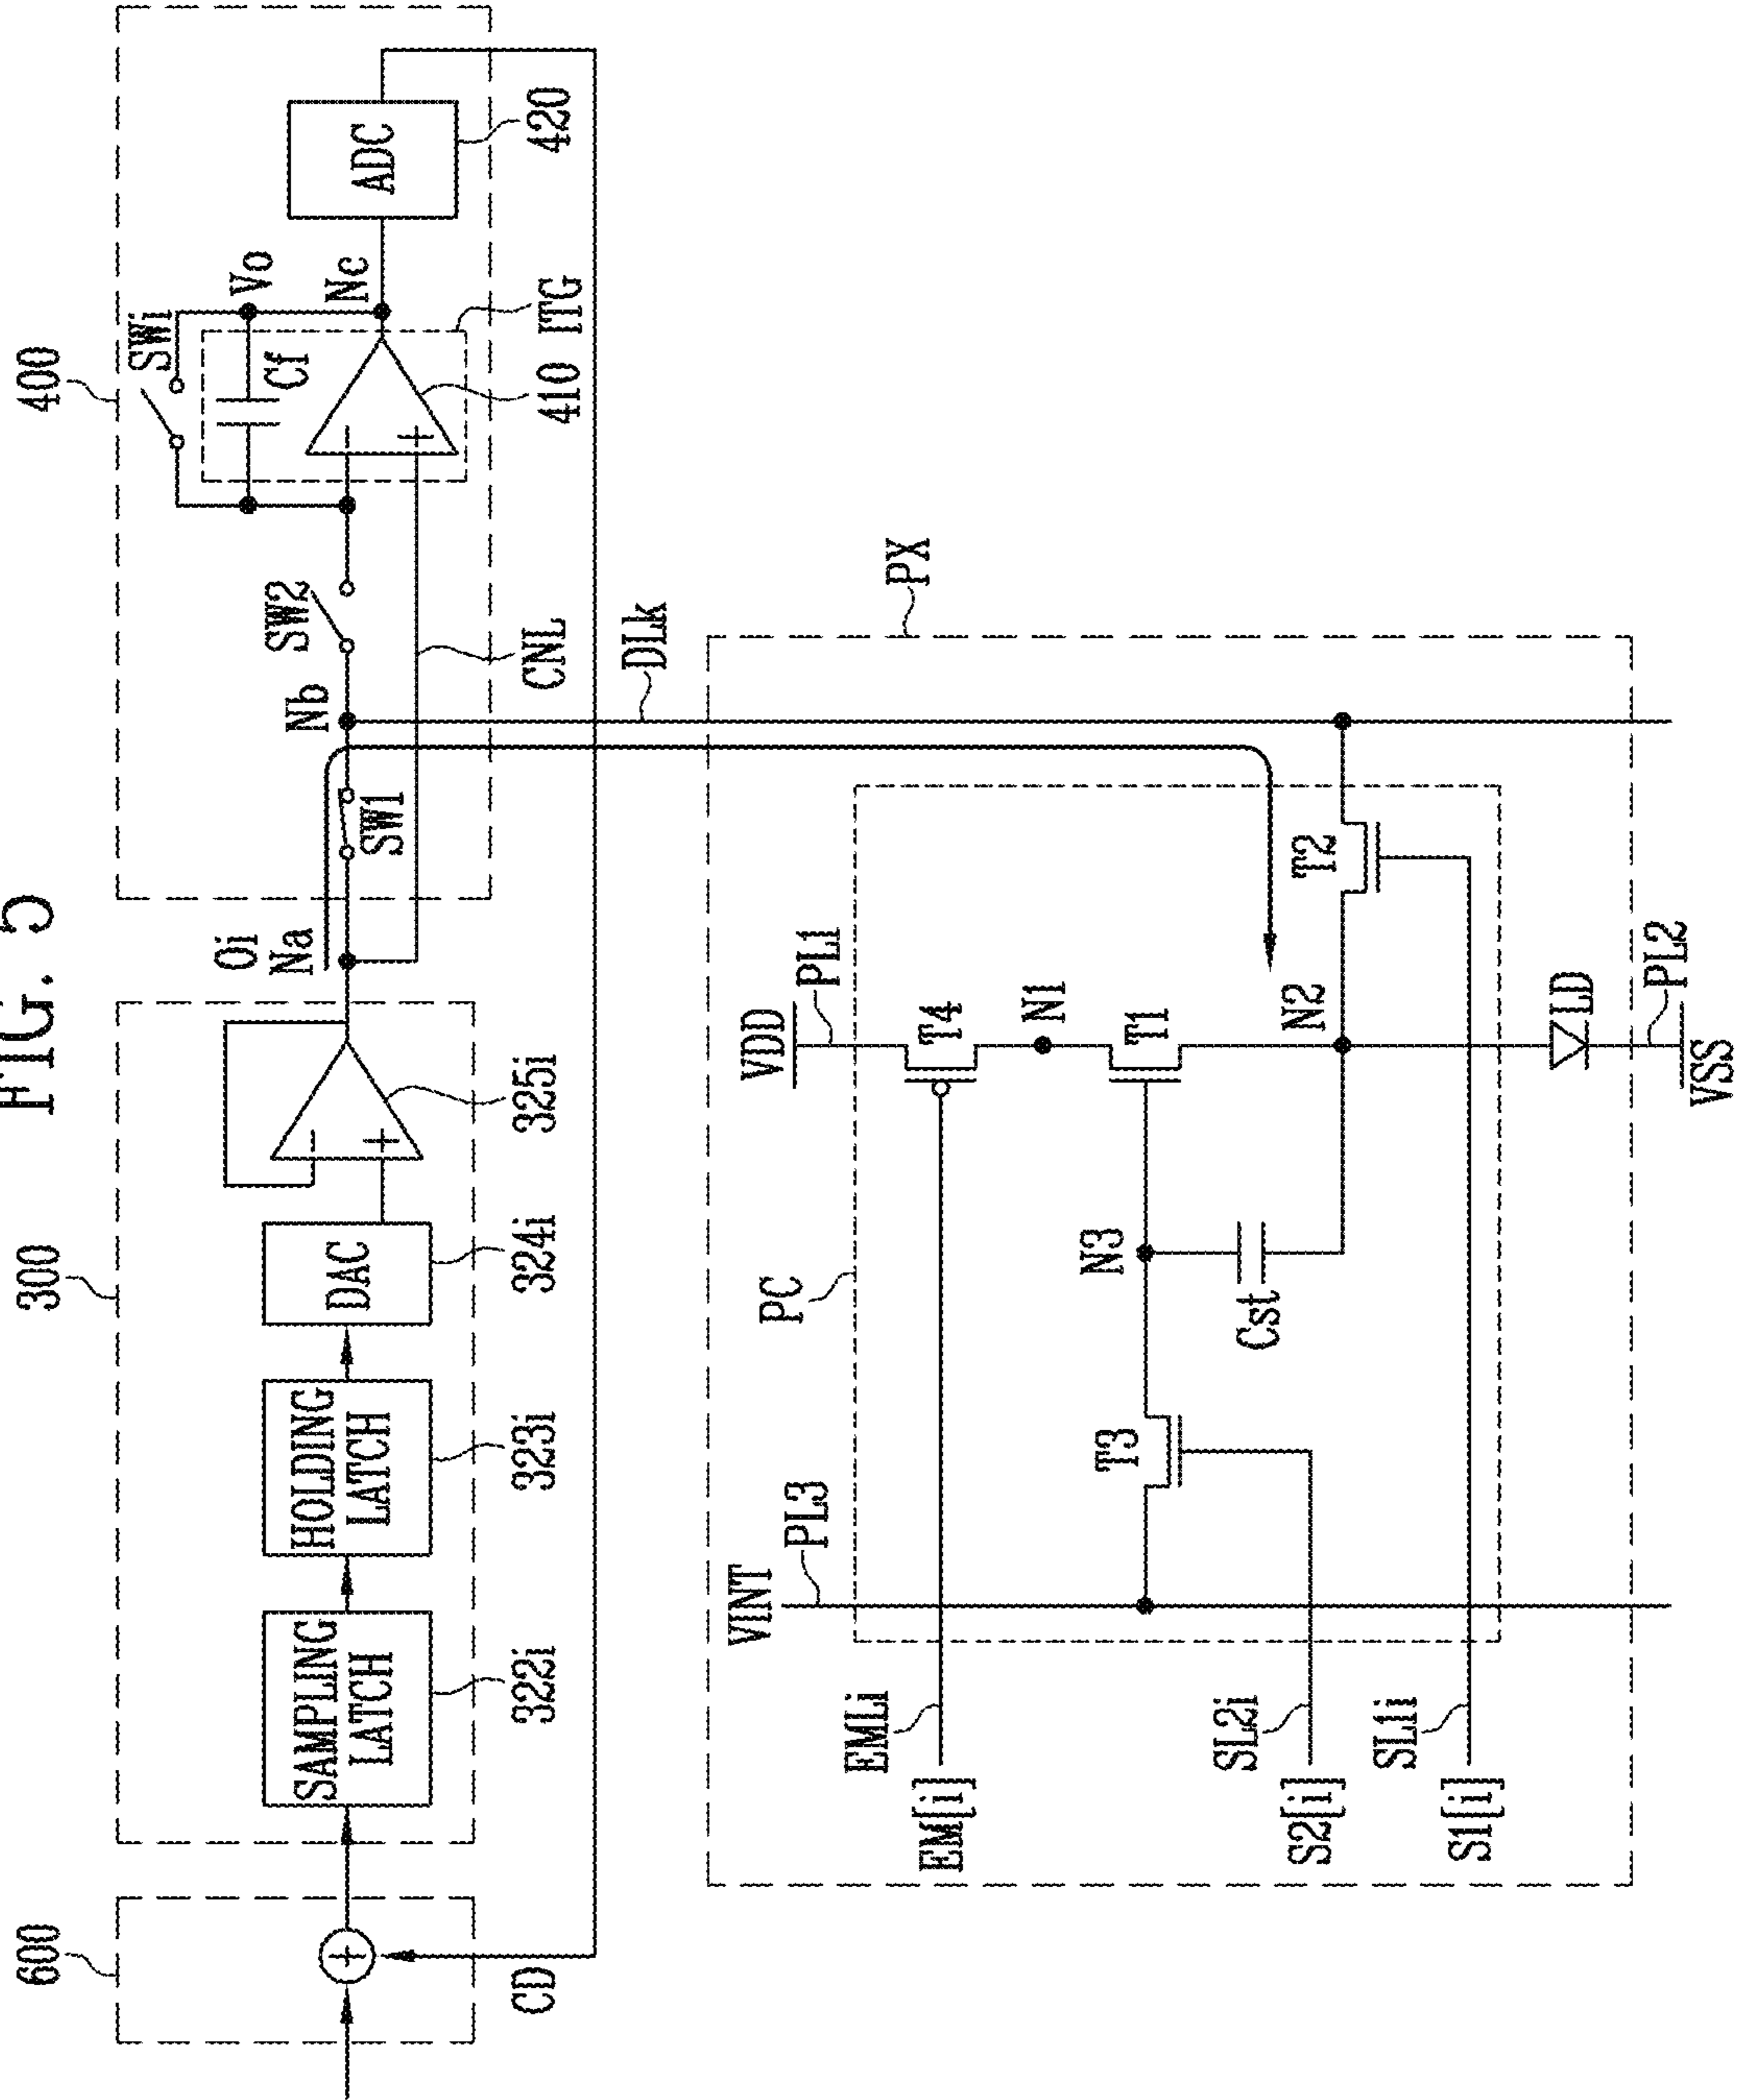 FIG. 5
600
300
400
CD
SAMPLING
LATCH
322i
HOLDING
LATCH
323i
DAC
324i
325i
-
+
+
Oi
Na
SW1
Nb
SW2
CNL
SWi
Cf
Vo
Nc
-
+
410
ITG
ADC
420
DLk
PX
PC
VINT
PL3
VDD
PL1
EMLi
EM[i]
T4
N1
T1
N3
T3
Cst
N2
T2
SL2i
S2[i]
SL1i
S1[i]
LD
PL2
VSS